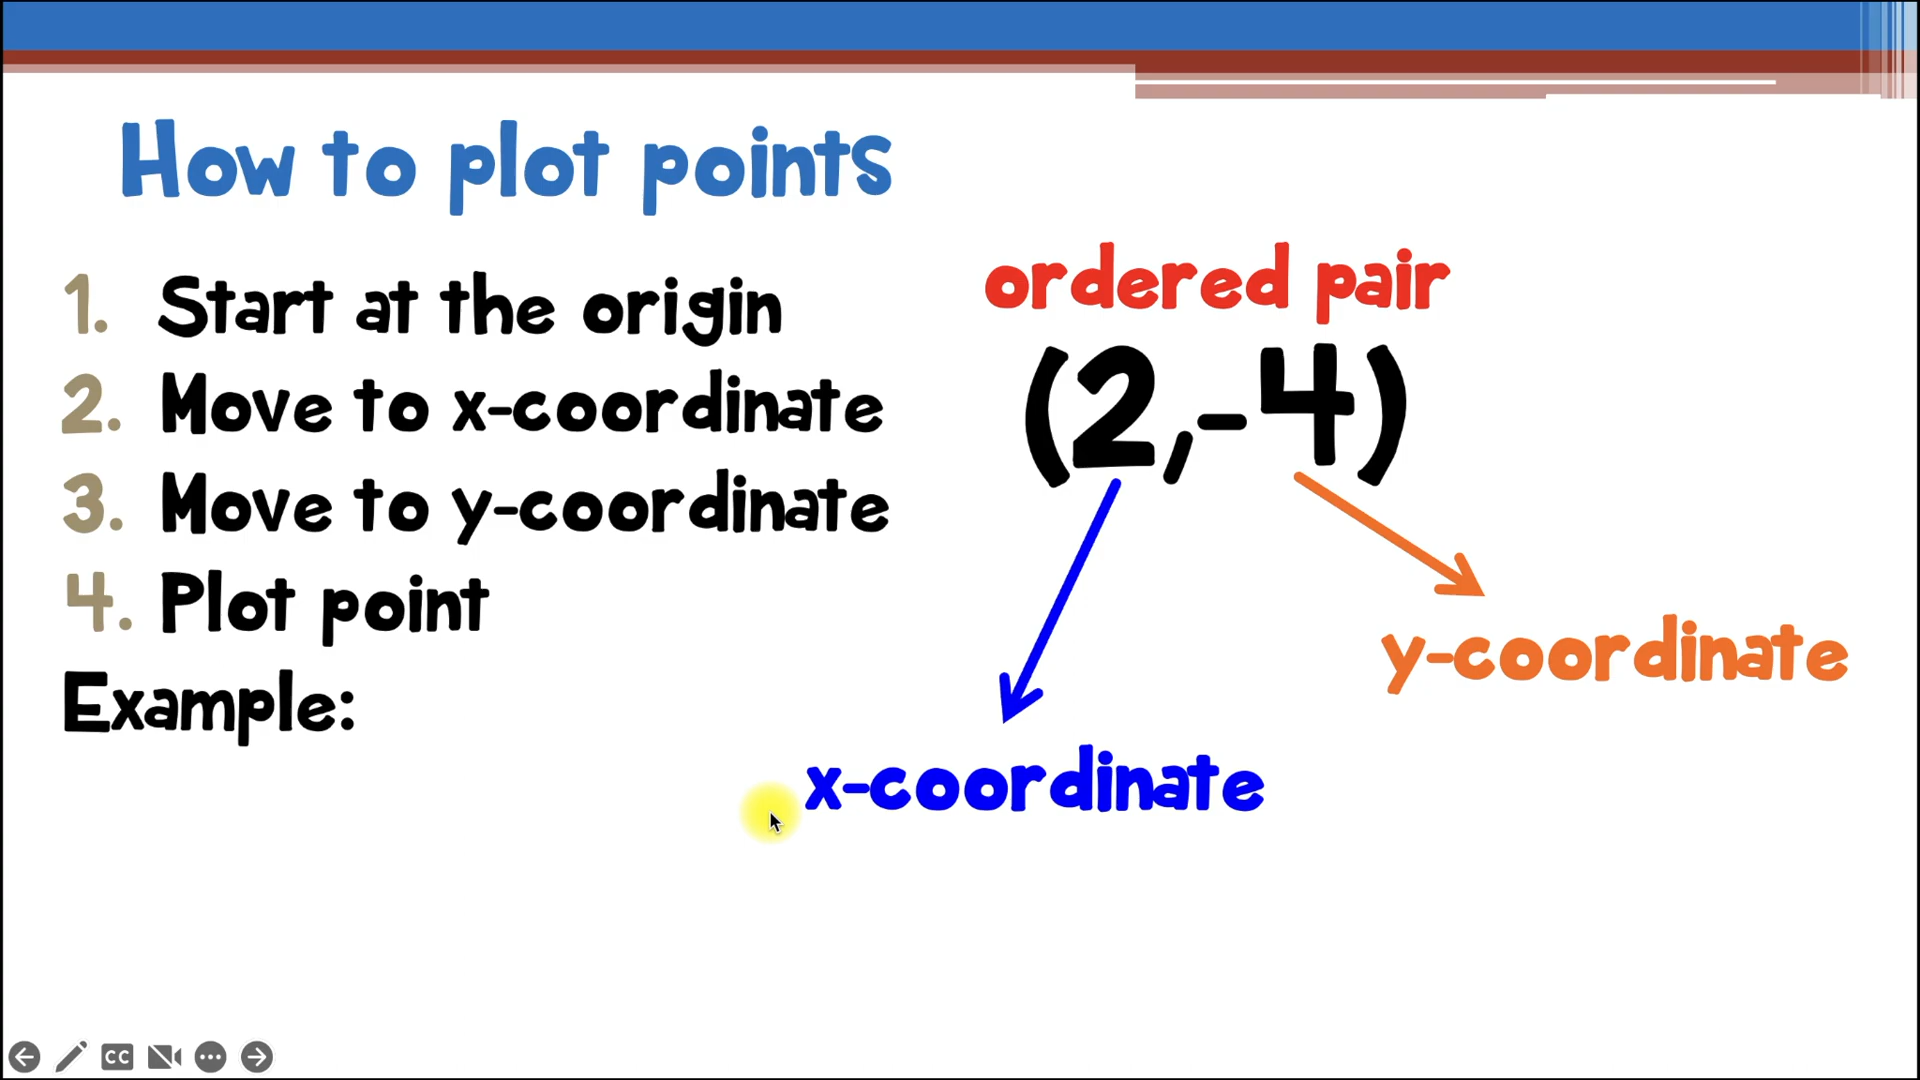 How to plot points
1. Start at the origin
2. Move to x-coordinate
3. Move to y-coordinate
4. Plot point
Example:
ordered pair
(2,-4)
y-coordinate
x-coordinate
CC